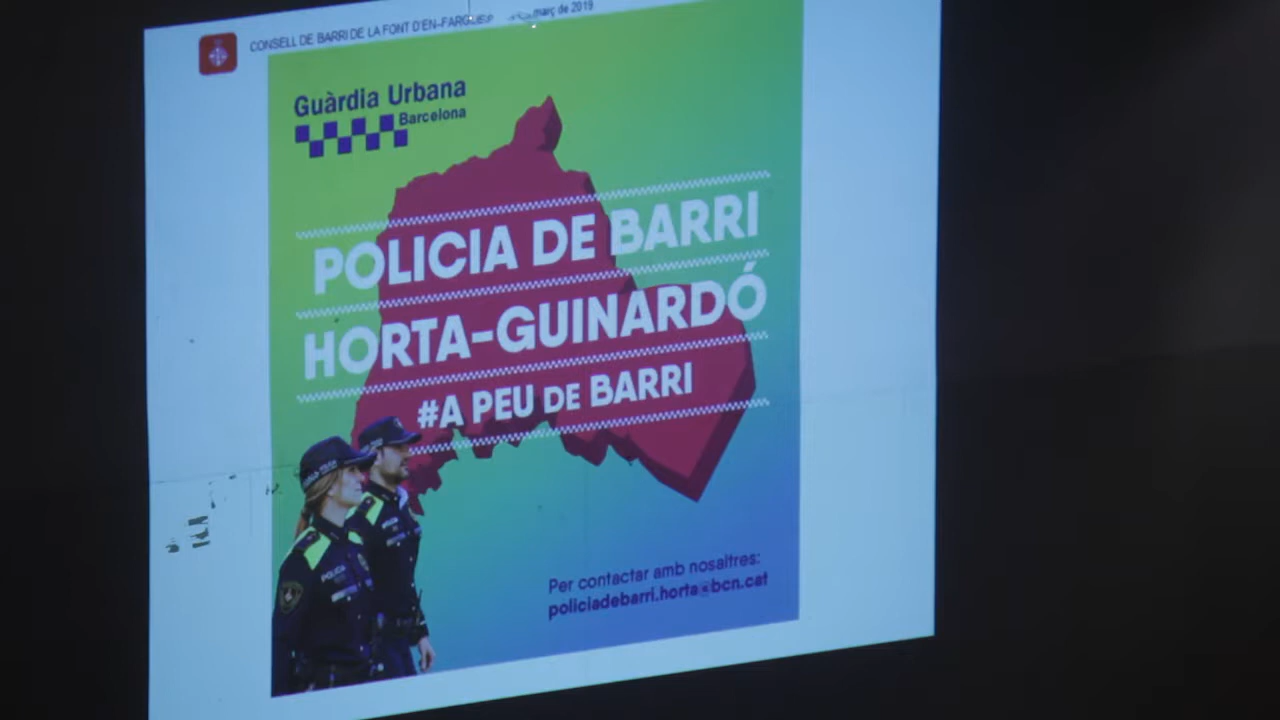 CONSELL DE BARRI DE LA FONT D'EN-FARGUES març de 2019
Guàrdia Urbana
Barcelona
POLICIA DE BARRI
HORTA-GUINARDÓ
#A PEU DE BARRI
Per contactar amb nosaltres:
policiadebarri.horta@bcn.cat